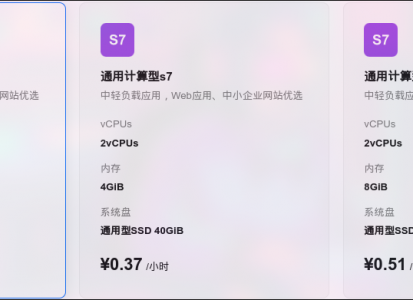 网站优选
S7
通用计算型s7
中轻负载应用，Web应用、中小企业网站优选
vCPUs
2vCPUs
内存
4GiB
系统盘
通用型SSD 40GiB
¥0.37 /小时
S7
通用计算
中轻负载应
vCPUs
2vCPUs
内存
8GiB
系统盘
通用型SSD
¥0.51 /